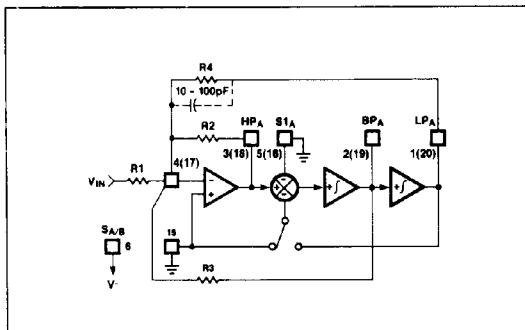 R4
10 – 100pF
R2
HPA
S1A
BPA
LPA
3(18)
5(16)
2(19)
1(20)
R1
4(17)
VIN
SA/B
6
15
V-
R3